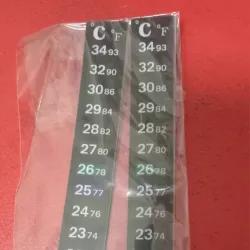 °C °F °C °F
34 93 34 93
32 90 32 90
30 86 30 86
29 84 29 84
28 82 28 82
27 80 27 80
26 78 26 78
25 77 25 77
24 76 24 76
23 74 23 74